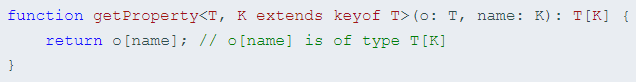 function getProperty<T, K extends keyof T>(o: T, name: K): T[K] {
    return o[name]; // o[name] is of type T[K]
}